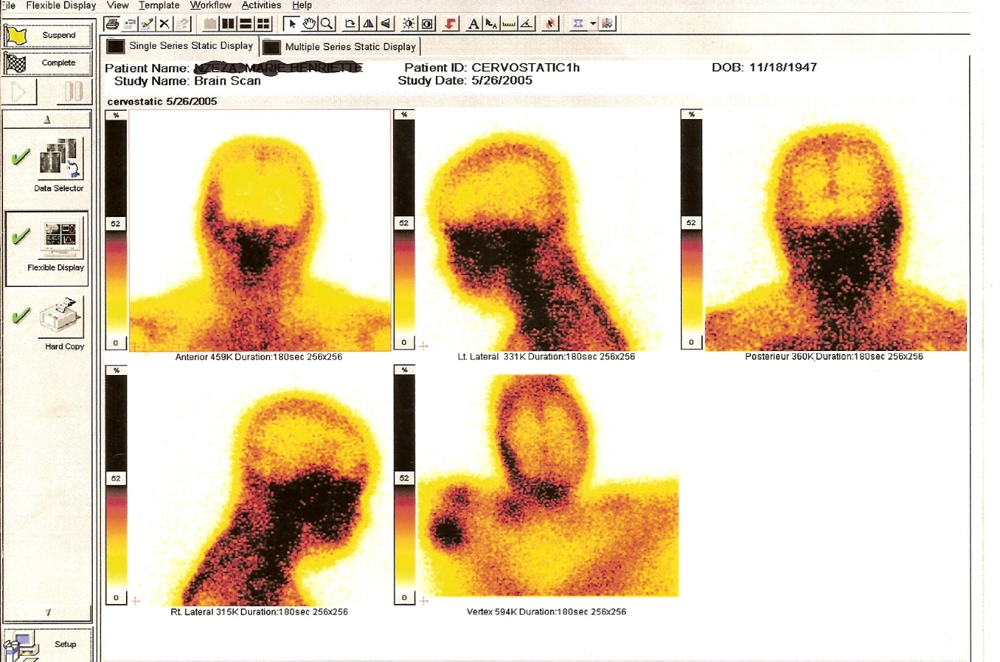 Flexible Display View Template Workflow Activities Help
Suspend
Complete
Data Selector
Flexible Display
Hard Copy
Setup
Single Series Static Display Multiple Series Static Display
Patient Name: Patient ID: CERVOSTATIC1h DOB: 11/18/1947
Study Name: Brain Scan Study Date: 5/26/2005
cervostatic 5/26/2005
% % %
52 52 52
0 0 0
Anterior 459K Duration:180sec 256x256
Lt. Lateral 331K Duration:180sec 256x256
Posterieur 360K Duration:180sec 256x256
% %
52 52
0 0
Rt. Lateral 315K Duration:180sec 256x256
Vertex 594K Duration:180sec 256x256